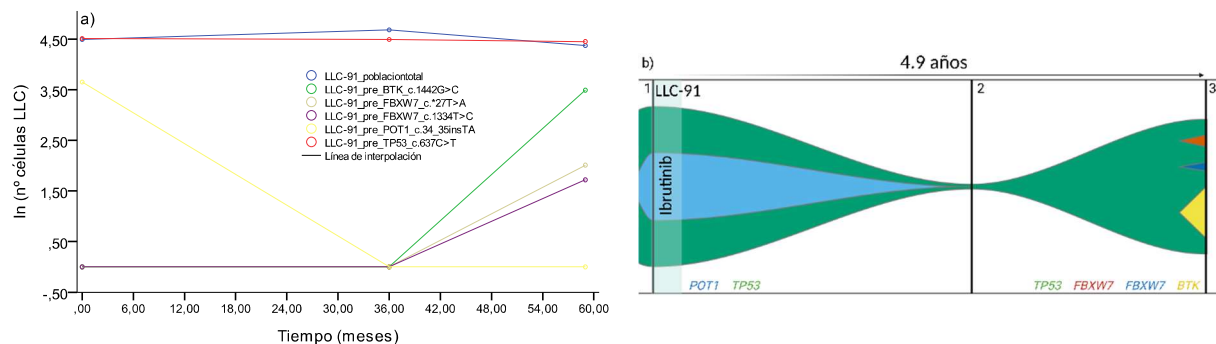 a)
ln (nº células LLC)
4,50
3,50
2,50
1,50
,50
-,50
LLC-91_poblaciontotal
LLC-91_pre_BTK_c.1442G>C
LLC-91_pre_FBXW7_c.*27T>A
LLC-91_pre_FBXW7_c.1334T>C
LLC-91_pre_POT1_c.34_35insTA
LLC-91_pre_TP53_c.637C>T
Línea de interpolación
,00 6,00 12,00 18,00 24,00 30,00 36,00 42,00 48,00 54,00 60,00
Tiempo (meses)
b)
4.9 años
1 LLC-91 2 3
Ibrutinib
POT1 TP53 TP53 FBXW7 FBXW7 BTK